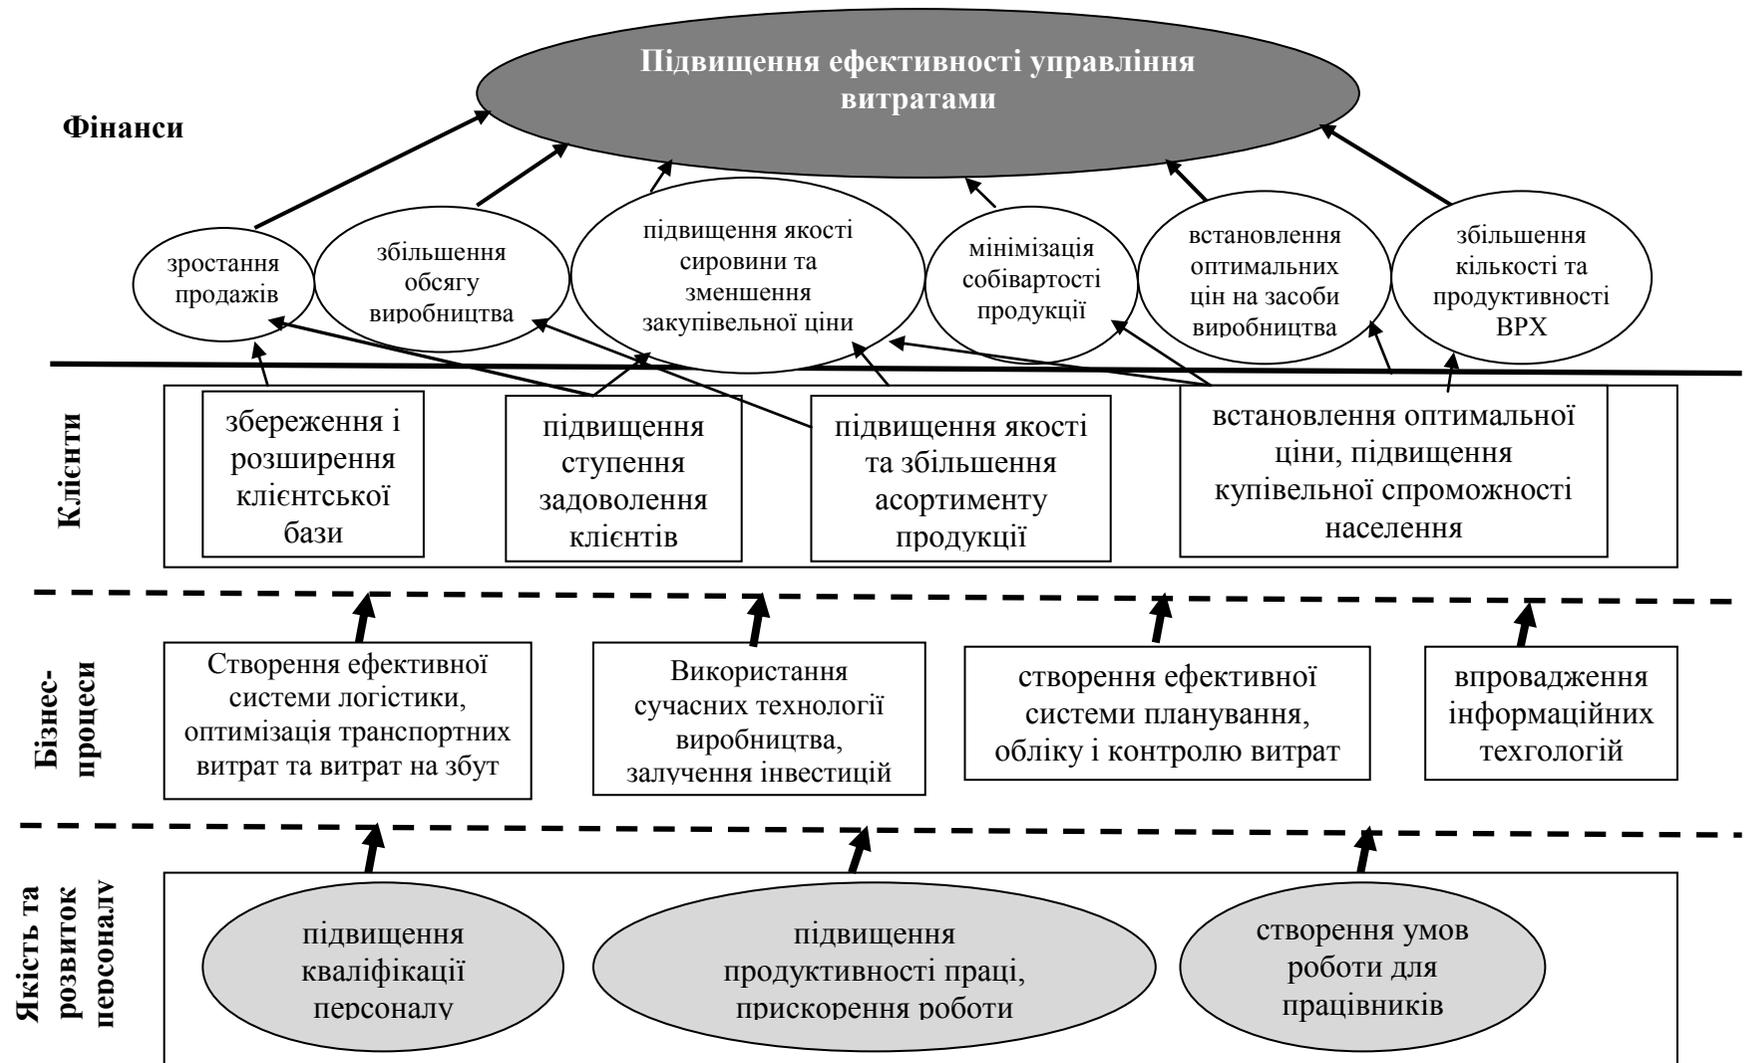 Підвищення ефективності управління
витратами
Фінанси
зростання
продажів
збільшення
обсягу
виробництва
підвищення якості
сировини та
зменшення
закупівельної ціни
мінімізація
собівартості
продукції
встановлення
оптимальних
цін на засоби
виробництва
збільшення
кількості та
продуктивності
ВРХ
Клієнти
збереження і
розширення
клієнтської
бази
підвищення
ступення
задоволення
клієнтів
підвищення якості
та збільшення
асортименту
продукції
встановлення оптимальної
ціни, підвищення
купівельної спроможності
населення
Бізнес-
процеси
Створення ефективної
системи логістики,
оптимізація транспортних
витрат та витрат на збут
Використання
сучасних технології
виробництва,
залучення інвестицій
створення ефективної
системи планування,
обліку і контролю витрат
впровадження
інформаційних
техгологій
Якість та
розвиток
персоналу
підвищення
кваліфікації
персоналу
підвищення
продуктивності праці,
прискорення роботи
створення умов
роботи для
працівників